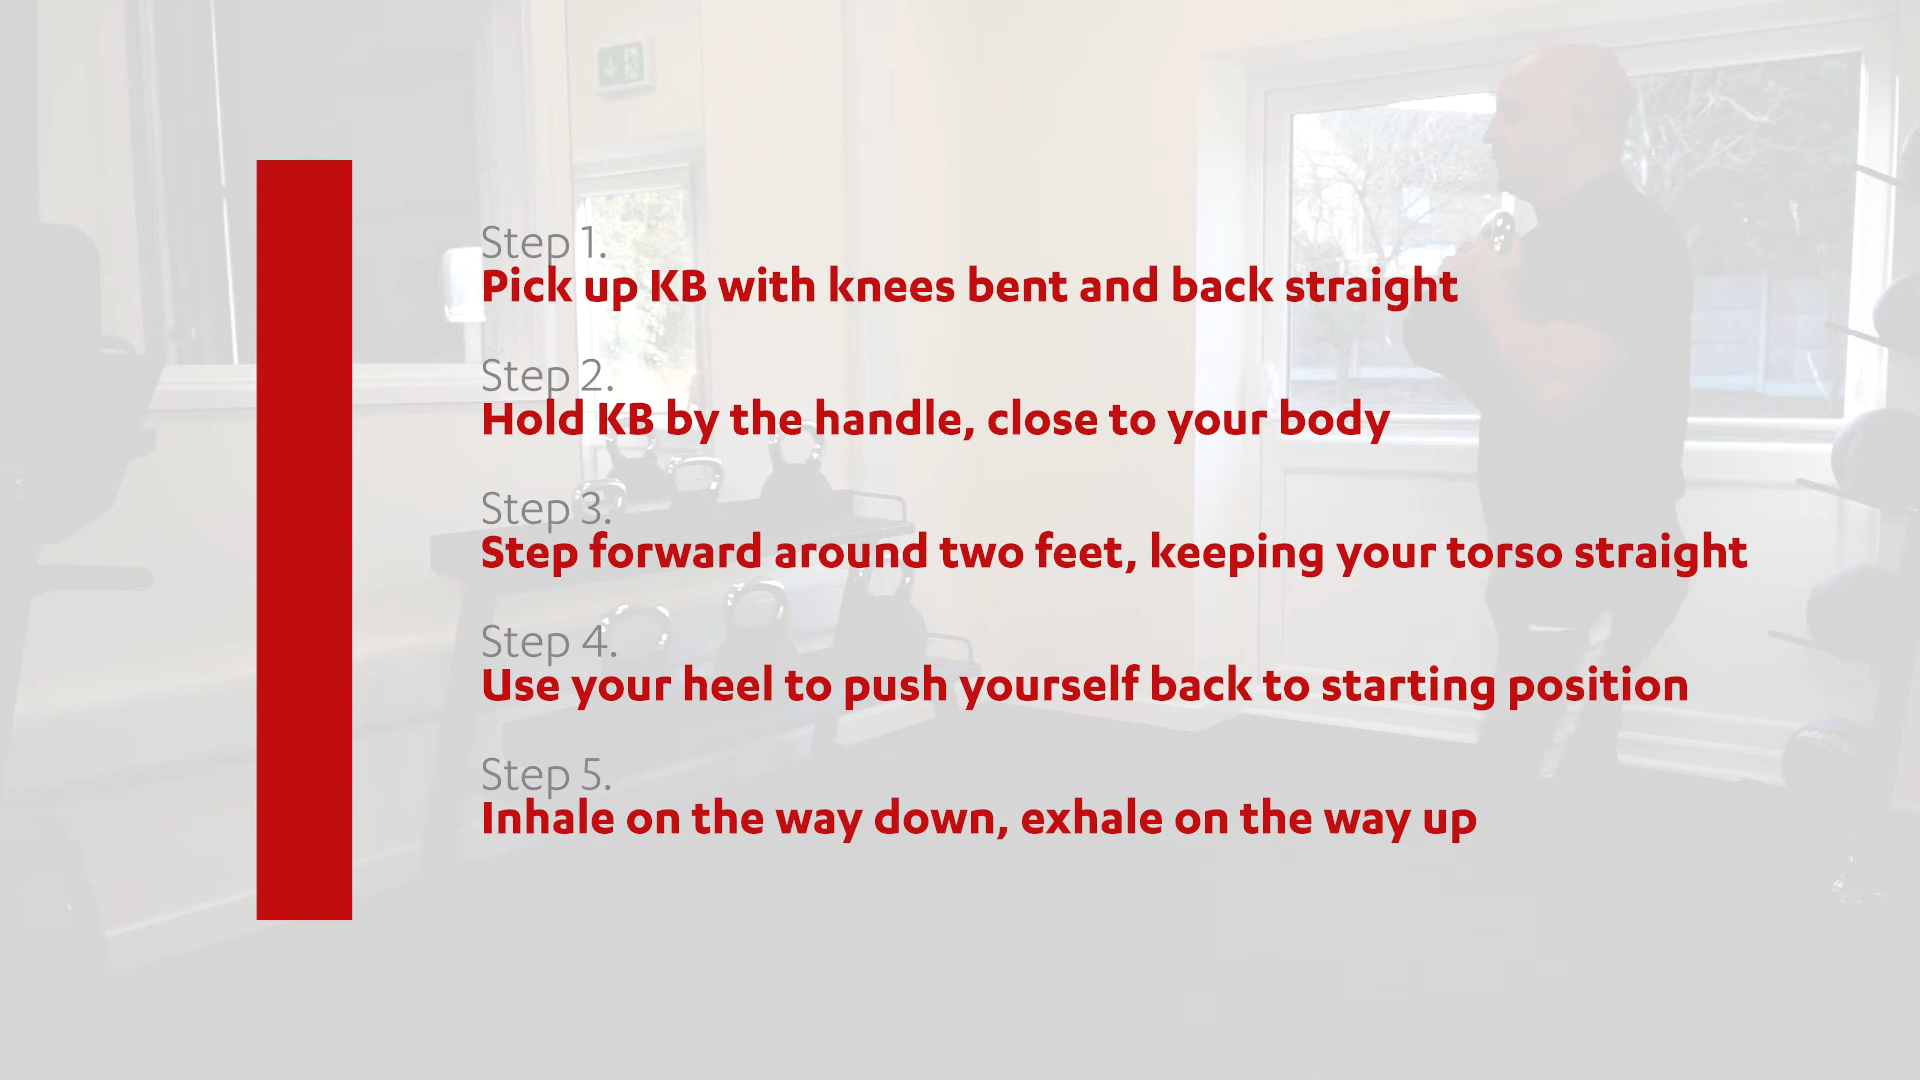 Step 1.
Pick up KB with knees bent and back straight
Step 2.
Hold KB by the handle, close to your body
Step 3.
Step forward around two feet, keeping your torso straight
Step 4.
Use your heel to push yourself back to starting position
Step 5.
Inhale on the way down, exhale on the way up